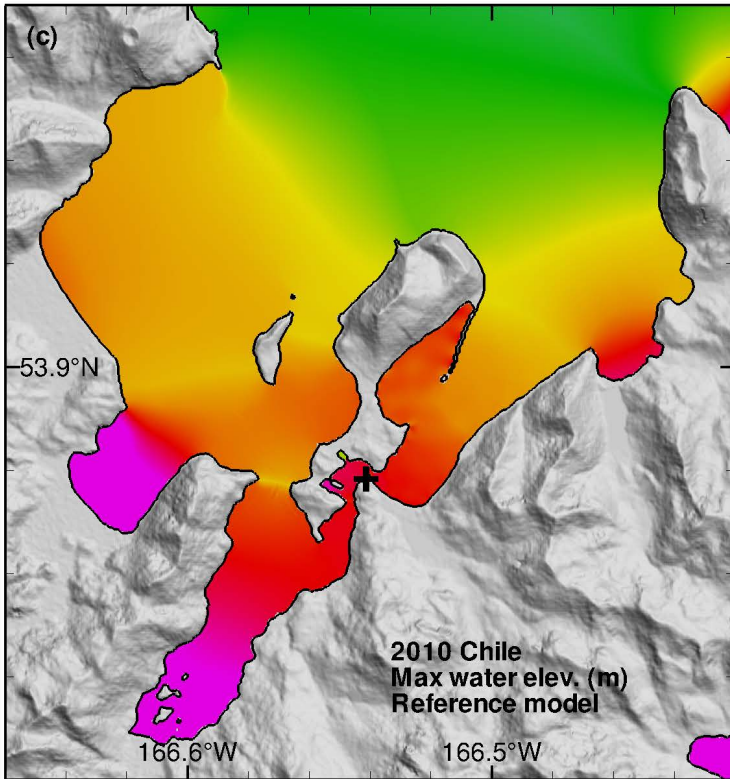 (c)
53.9°N
2010 Chile
Max water elev. (m)
Reference model
166.6°W
166.5°W